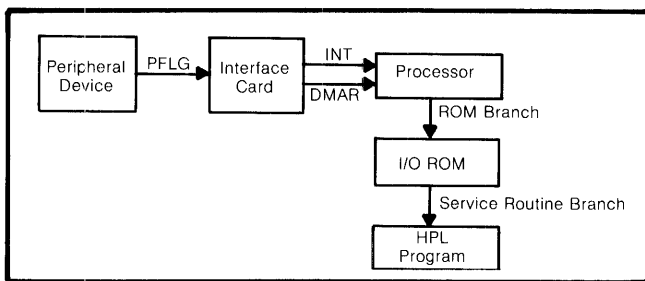 Peripheral
Device
PFLG
Interface
Card
INT
DMAR
Processor
ROM Branch
I/O ROM
Service Routine Branch
HPL
Program